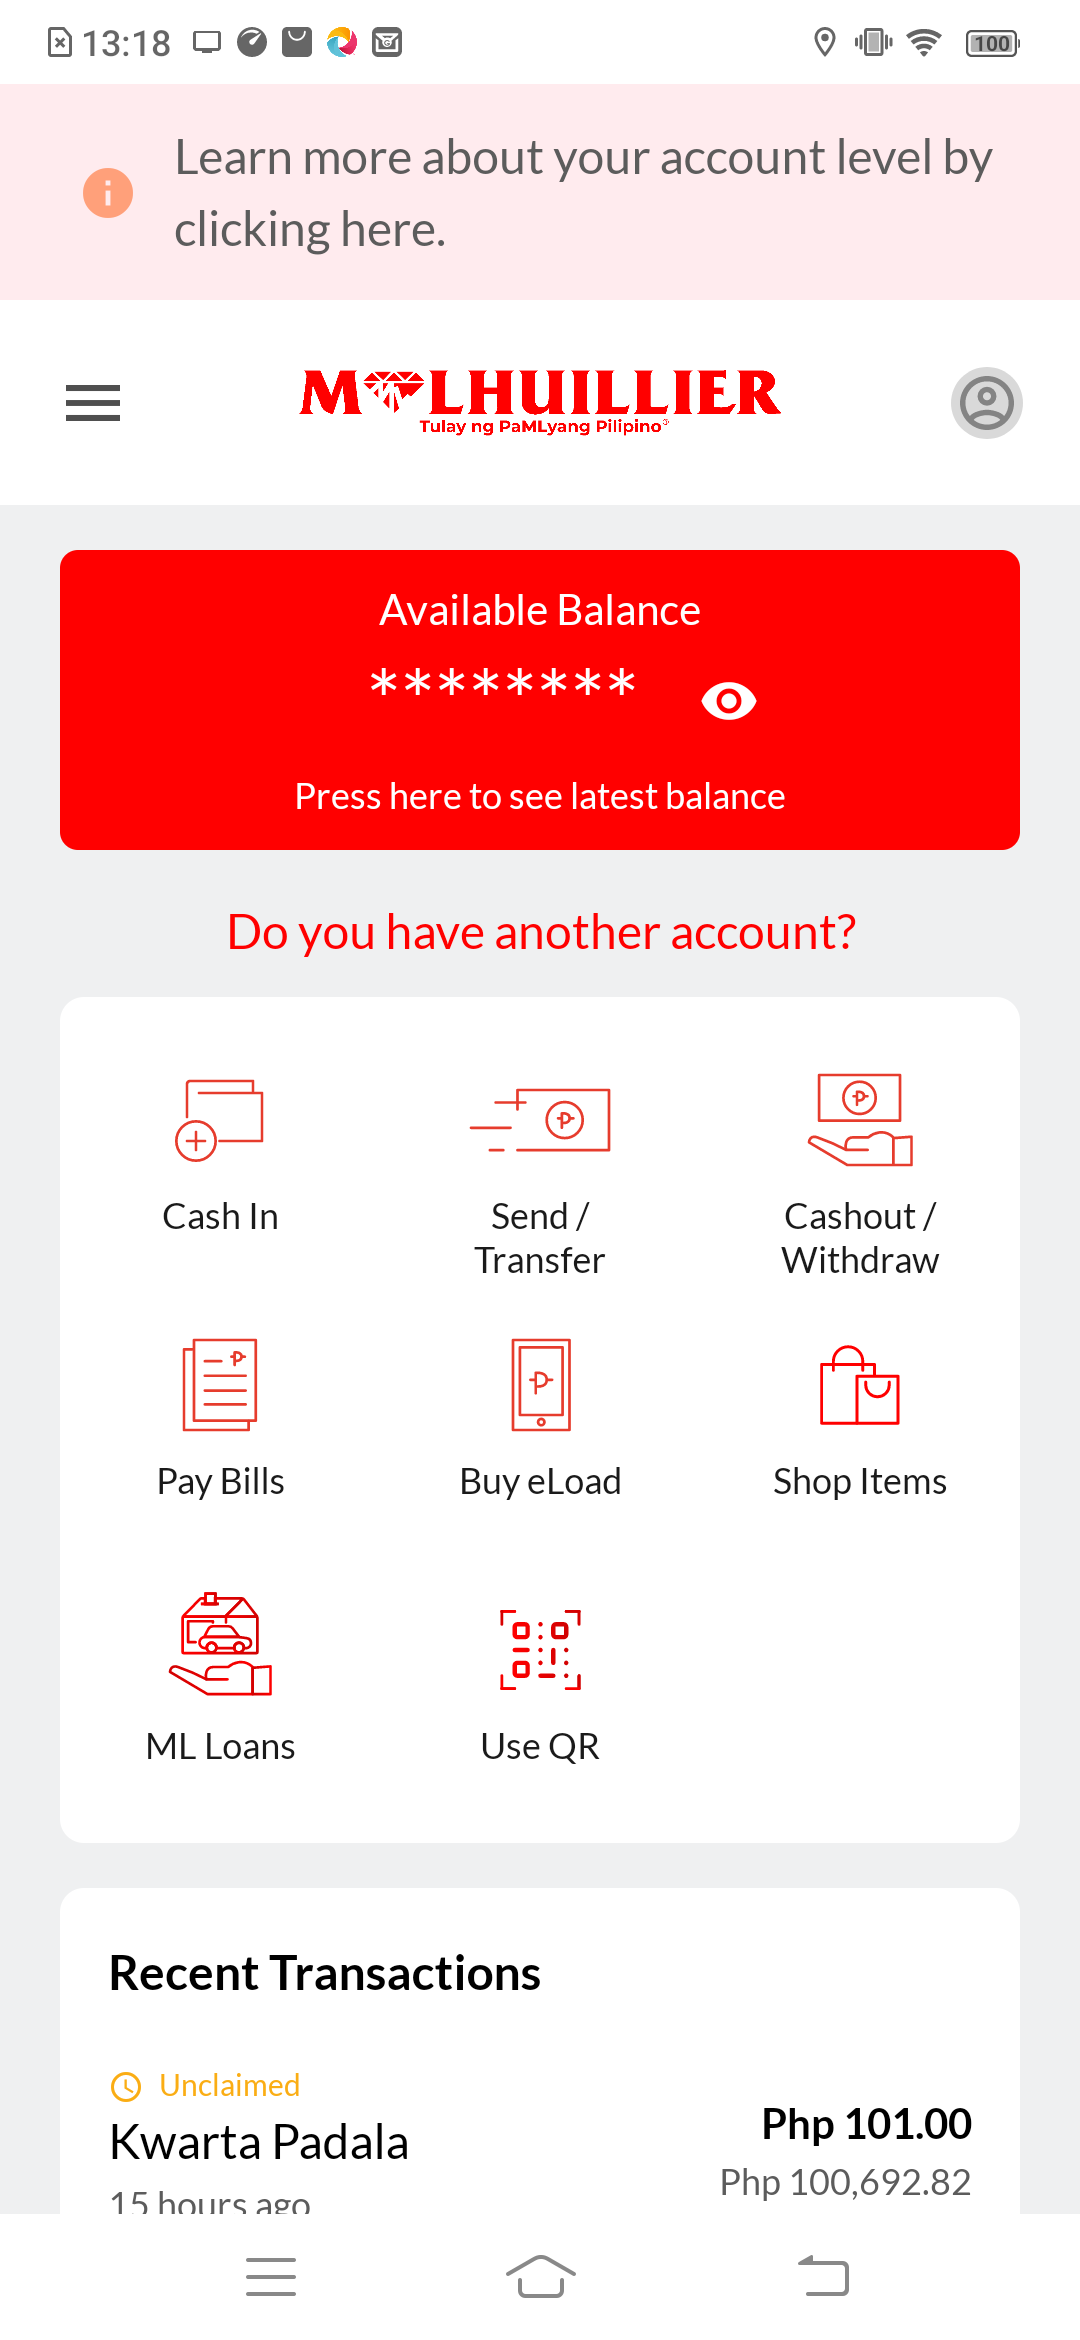 13:18
100
Learn more about your account level by
clicking here.
M LHUILLIER
Tulay ng PaMLyang Pilipino
Available Balance
********
Press here to see latest balance
Do you have another account?
Cash In
Send /
Transfer
Cashout /
Withdraw
Pay Bills
Buy eLoad
Shop Items
ML Loans
Use QR
Recent Transactions
Unclaimed
Kwarta Padala
Php 101.00
Php 100,692.82
15 hours ago